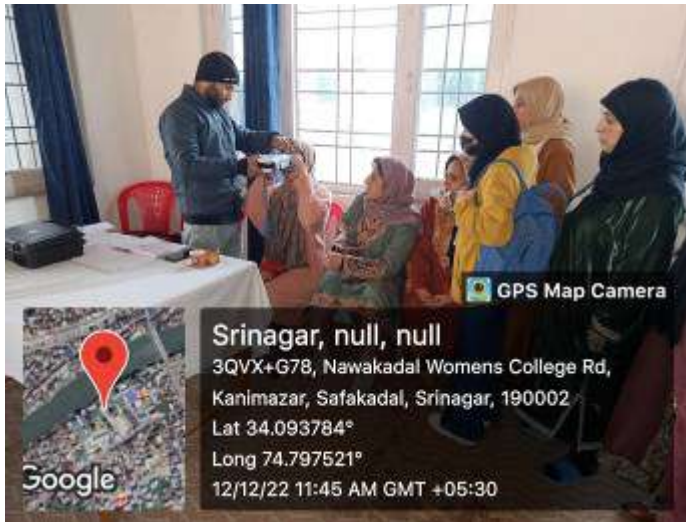 GPS Map Camera
Srinagar, null, null
3QVX+G78, Nawakadal Womens College Rd,
Kanimazar, Safakadal, Srinagar, 190002
Lat 34.093784°
Long 74.797521°
12/12/22 11:45 AM GMT +05:30
Google